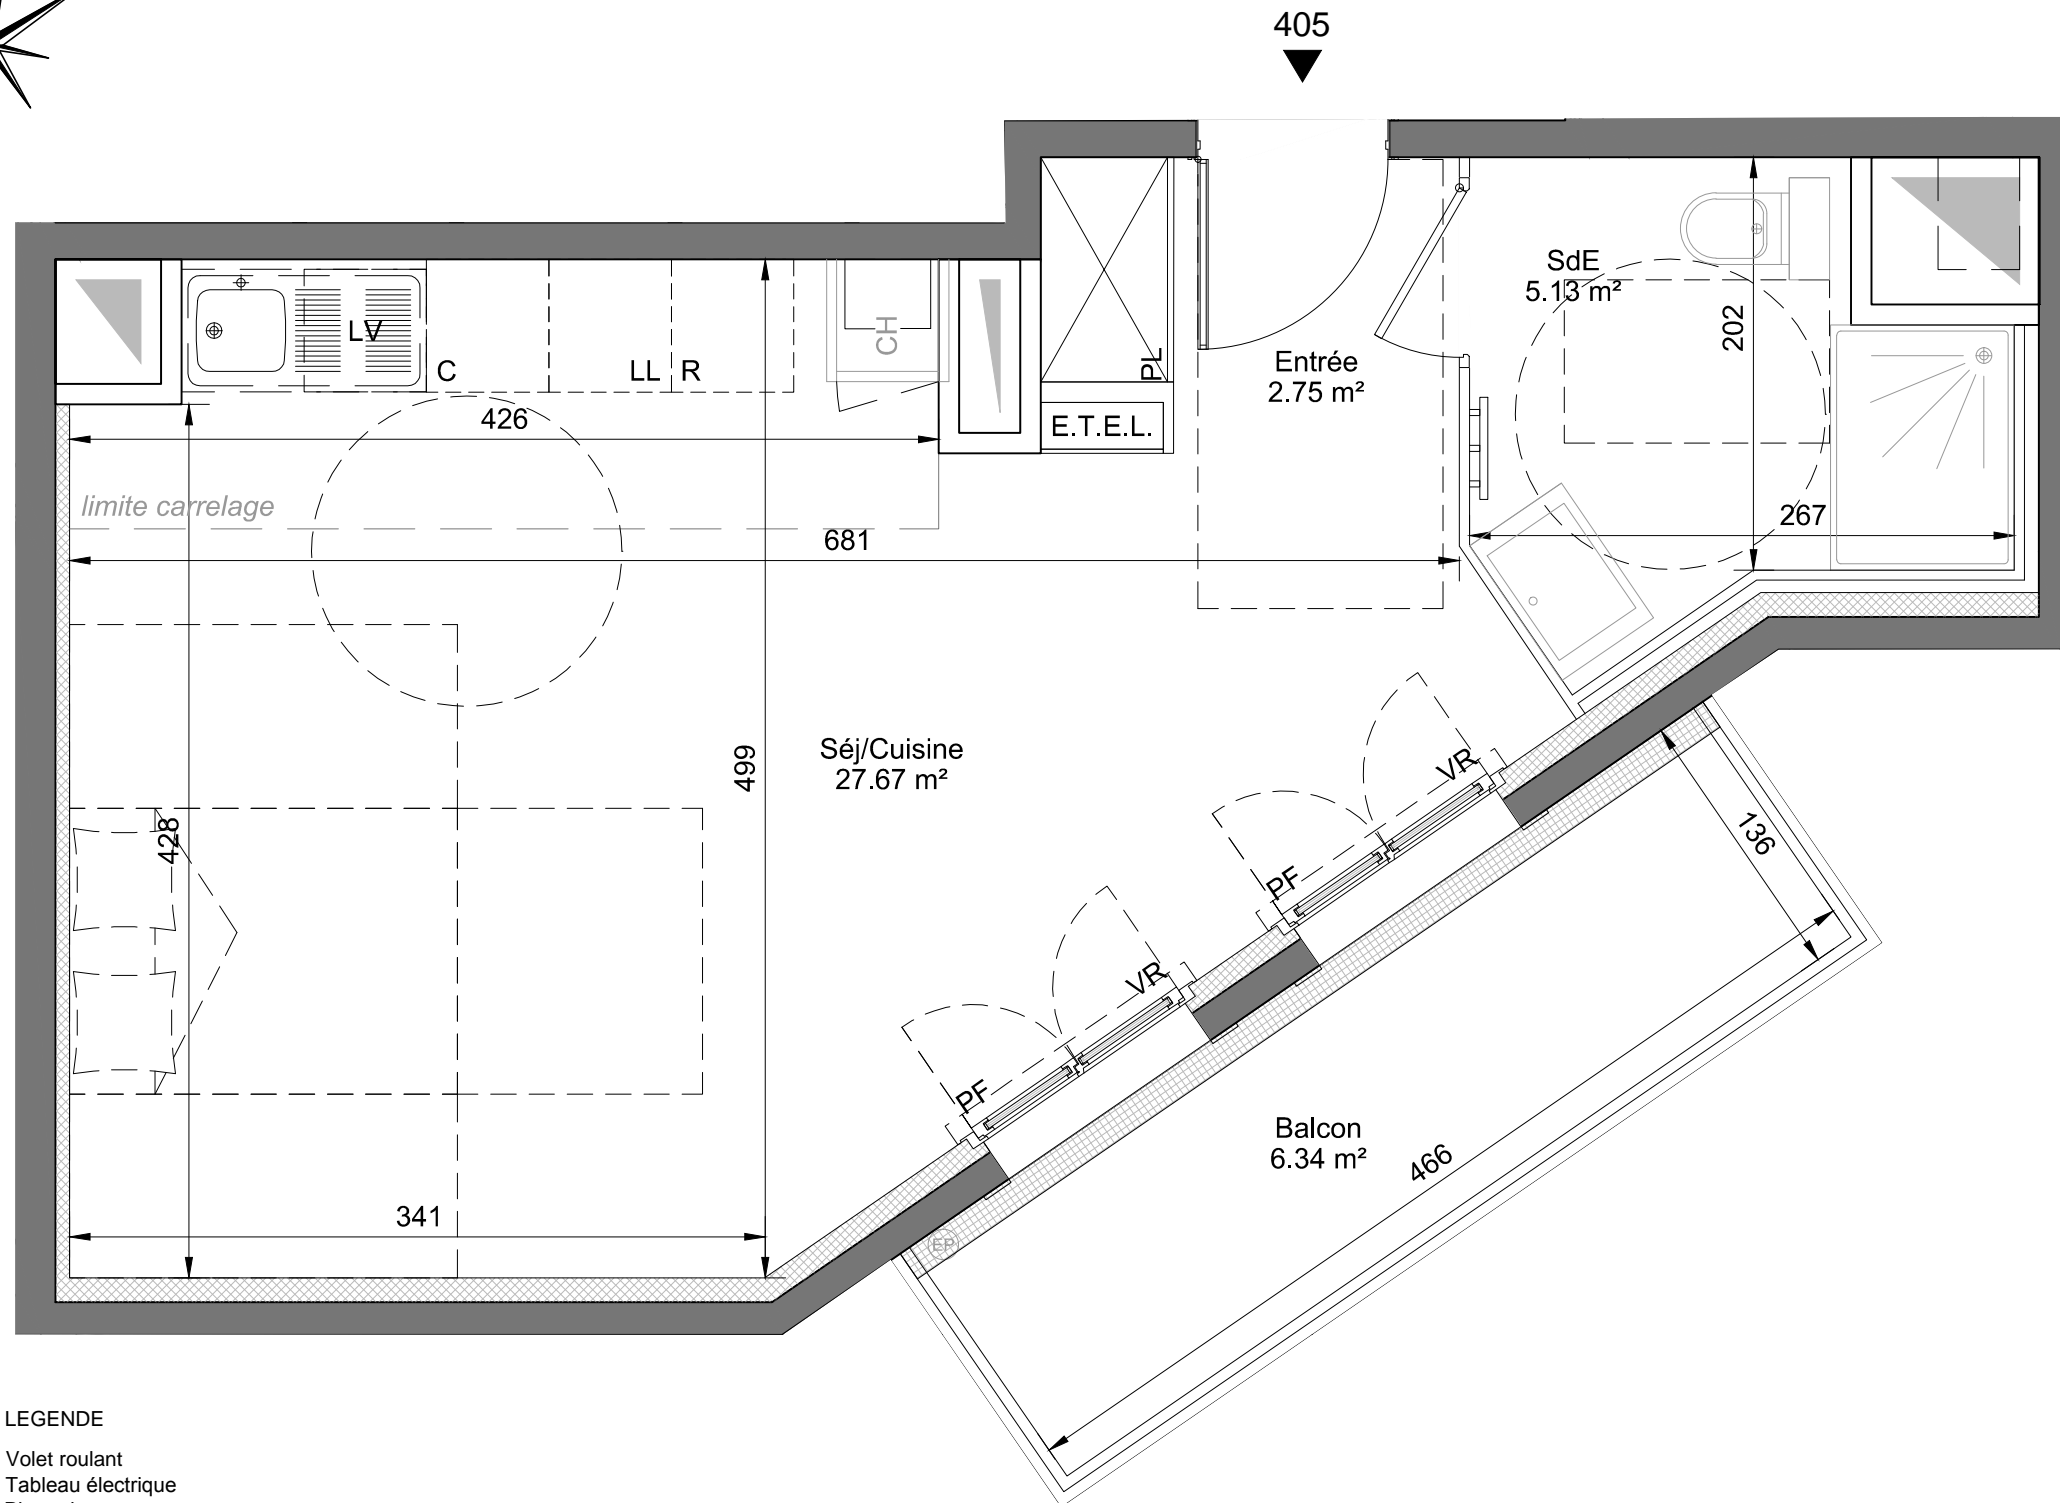 405
SdE
5.13 m²
202
LV
C
LL
R
CH
PL
Entrée
2.75 m²
E.T.E.L.
426
limite carrelage
681
267
Séj/Cuisine
27.67 m²
499
428
VR
PF
136
VR
PF
Balcon
6.34 m²
466
341
EP
LEGENDE
Volet roulant
Tableau électrique